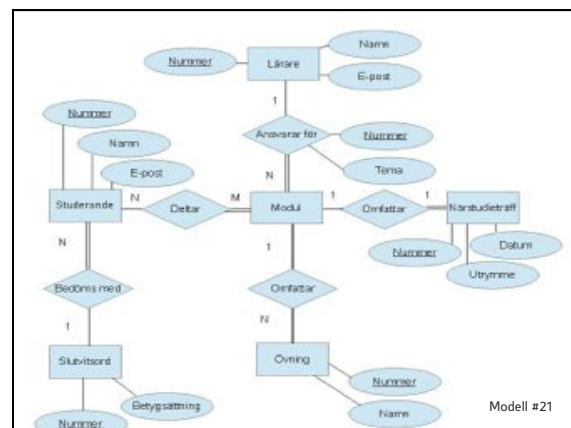 Name
Nummer
Lärare
E-post
1
Nummer
Ansvarar för
Nummer
Namn
Tema
E-post
N
Studerande
N
Deltar
M
Modul
1
Omfattar
1
Närstudieträff
N
1
Nummer
Datum
Utrymme
Bedöms med
Omfattar
1
N
Slutvitsord
Övning
Nummer
Betygsättning
Namn
Modell #21
Nummer